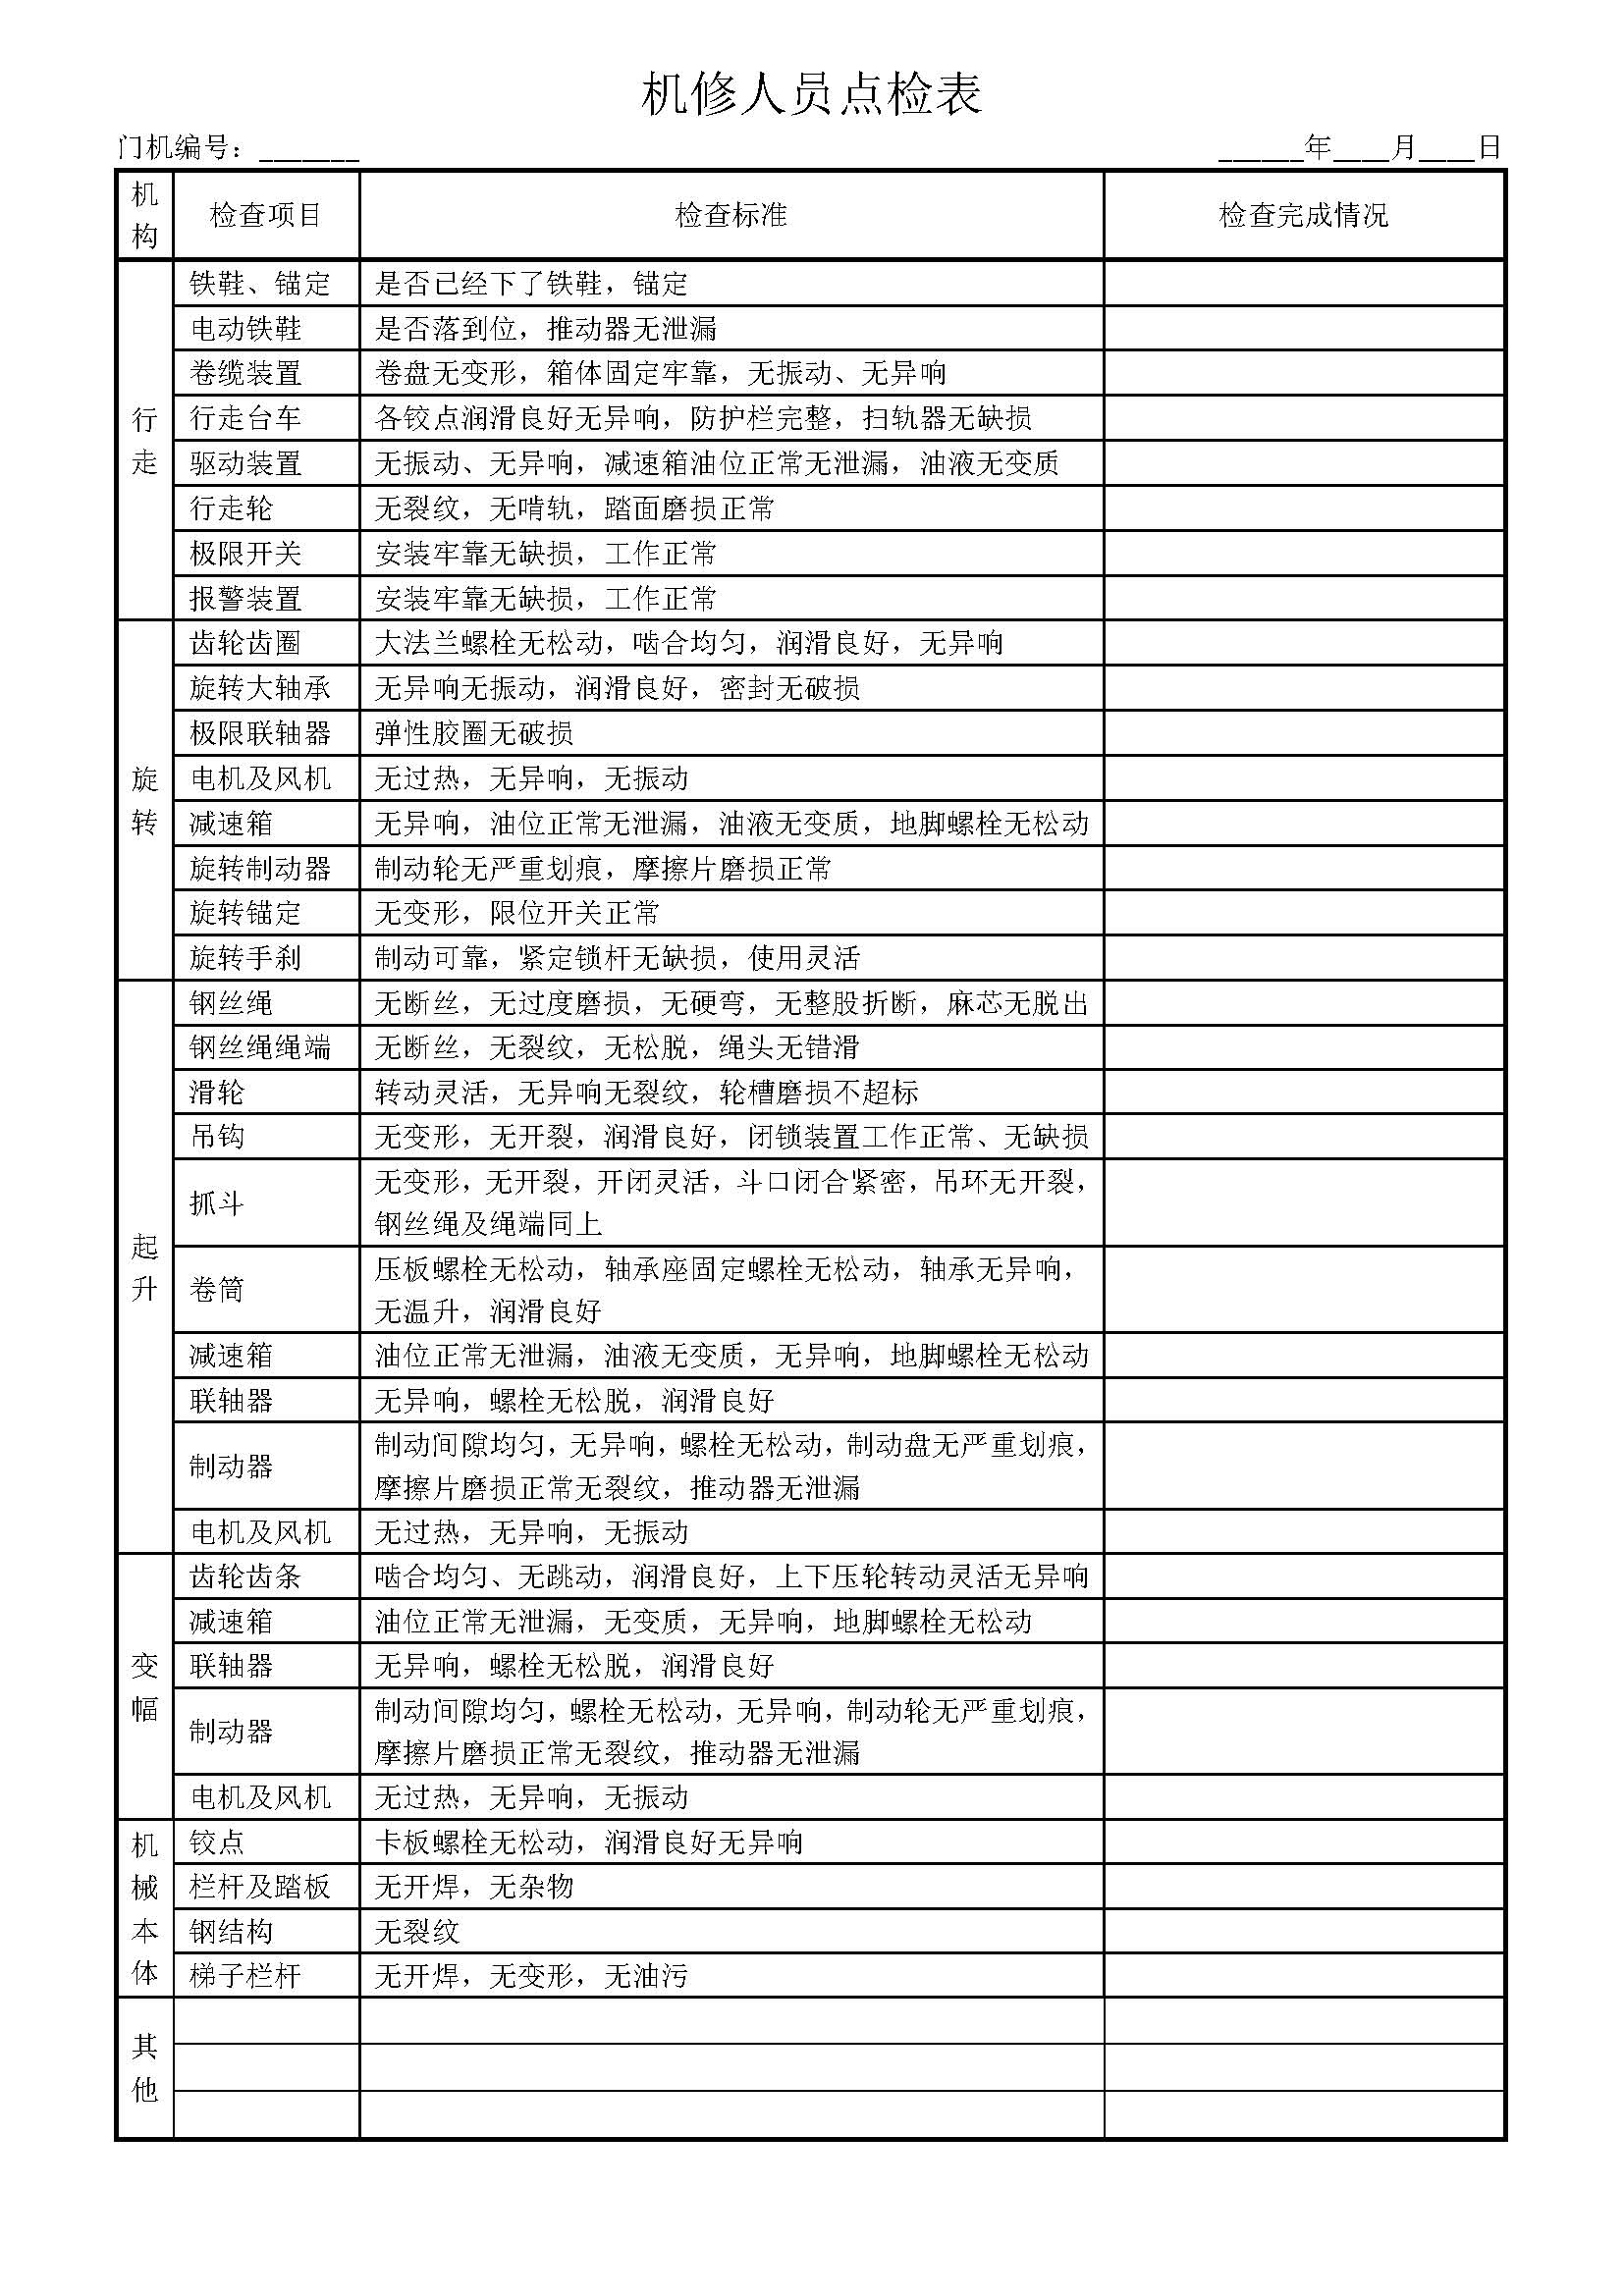 机修人员点检表
门机编号：_______ ______年____月____日
机构 检查项目 检查标准 检查完成情况
行走
铁鞋、锚定 是否已经下了铁鞋，锚定
电动铁鞋 是否落到位，推动器无泄漏
卷缆装置 卷盘无变形，箱体固定牢靠，无振动、无异响
行走台车 各铰点润滑良好无异响，防护栏完整，扫轨器无缺损
驱动装置 无振动、无异响，减速箱油位正常无泄漏，油液无变质
行走轮 无裂纹，无啃轨，踏面磨损正常
极限开关 安装牢靠无缺损，工作正常
报警装置 安装牢靠无缺损，工作正常
旋转
齿轮齿圈 大法兰螺栓无松动，啮合均匀，润滑良好，无异响
旋转大轴承 无异响无振动，润滑良好，密封无破损
极限联轴器 弹性胶圈无破损
电机及风机 无过热，无异响，无振动
减速箱 无异响，油位正常无泄漏，油液无变质，地脚螺栓无松动
旋转制动器 制动轮无严重划痕，摩擦片磨损正常
旋转锚定 无变形，限位开关正常
旋转手刹 制动可靠，紧定锁杆无缺损，使用灵活
起升
钢丝绳 无断丝，无过度磨损，无硬弯，无整股折断，麻芯无脱出
钢丝绳绳端 无断丝，无裂纹，无松脱，绳头无错滑
滑轮 转动灵活，无异响无裂纹，轮槽磨损不超标
吊钩 无变形，无开裂，润滑良好，闭锁装置工作正常、无缺损
抓斗 无变形，无开裂，开闭灵活，斗口闭合紧密，吊环无开裂，
钢丝绳及绳端同上
卷筒 压板螺栓无松动，轴承座固定螺栓无松动，轴承无异响，
无温升，润滑良好
减速箱 油位正常无泄漏，油液无变质，无异响，地脚螺栓无松动
联轴器 无异响，螺栓无松脱，润滑良好
制动器 制动间隙均匀，无异响，螺栓无松动，制动盘无严重划痕，
摩擦片磨损正常无裂纹，推动器无泄漏
电机及风机 无过热，无异响，无振动
变幅
齿轮齿条 啮合均匀、无跳动，润滑良好，上下压轮转动灵活无异响
减速箱 油位正常无泄漏，无变质，无异响，地脚螺栓无松动
联轴器 无异响，螺栓无松脱，润滑良好
制动器 制动间隙均匀，螺栓无松动，无异响，制动轮无严重划痕，
摩擦片磨损正常无裂纹，推动器无泄漏
电机及风机 无过热，无异响，无振动
机械本体
铰点 卡板螺栓无松动，润滑良好无异响
栏杆及踏板 无开焊，无杂物
钢结构 无裂纹
梯子栏杆 无开焊，无变形，无油污
其他